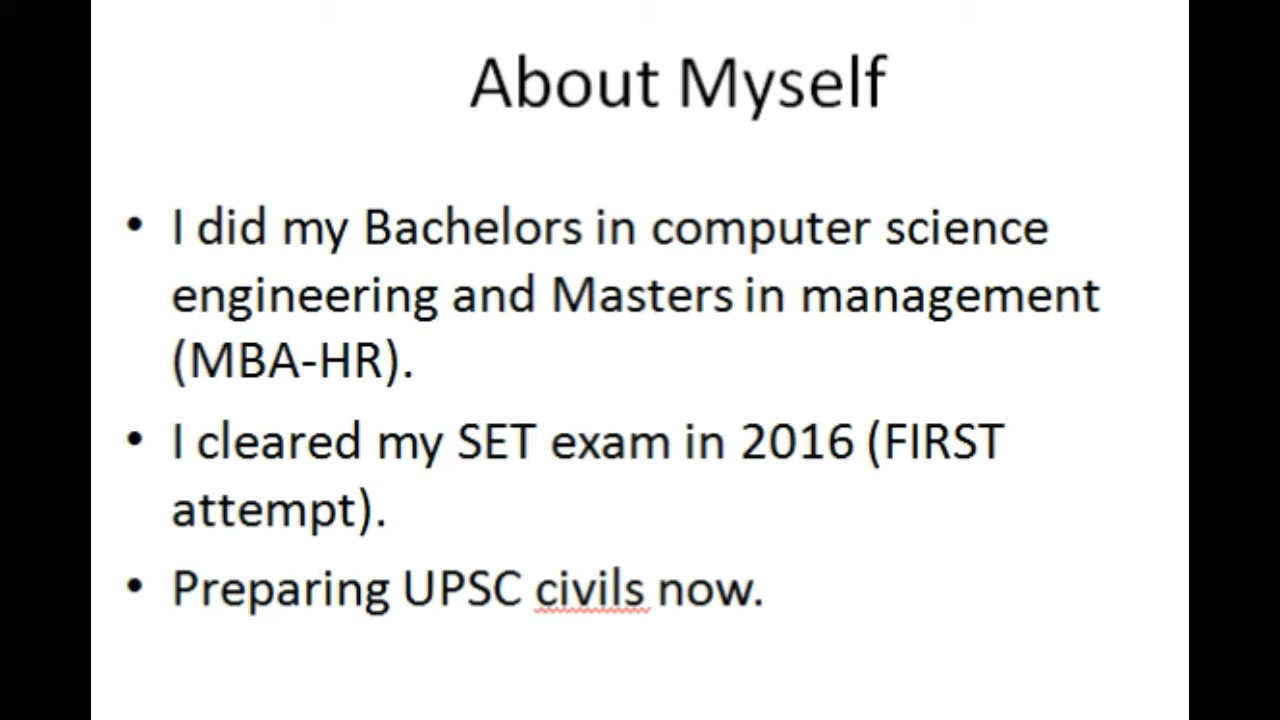 About Myself
• I did my Bachelors in computer science
engineering and Masters in management
(MBA-HR).
• I cleared my SET exam in 2016 (FIRST
attempt).
• Preparing UPSC civils now.